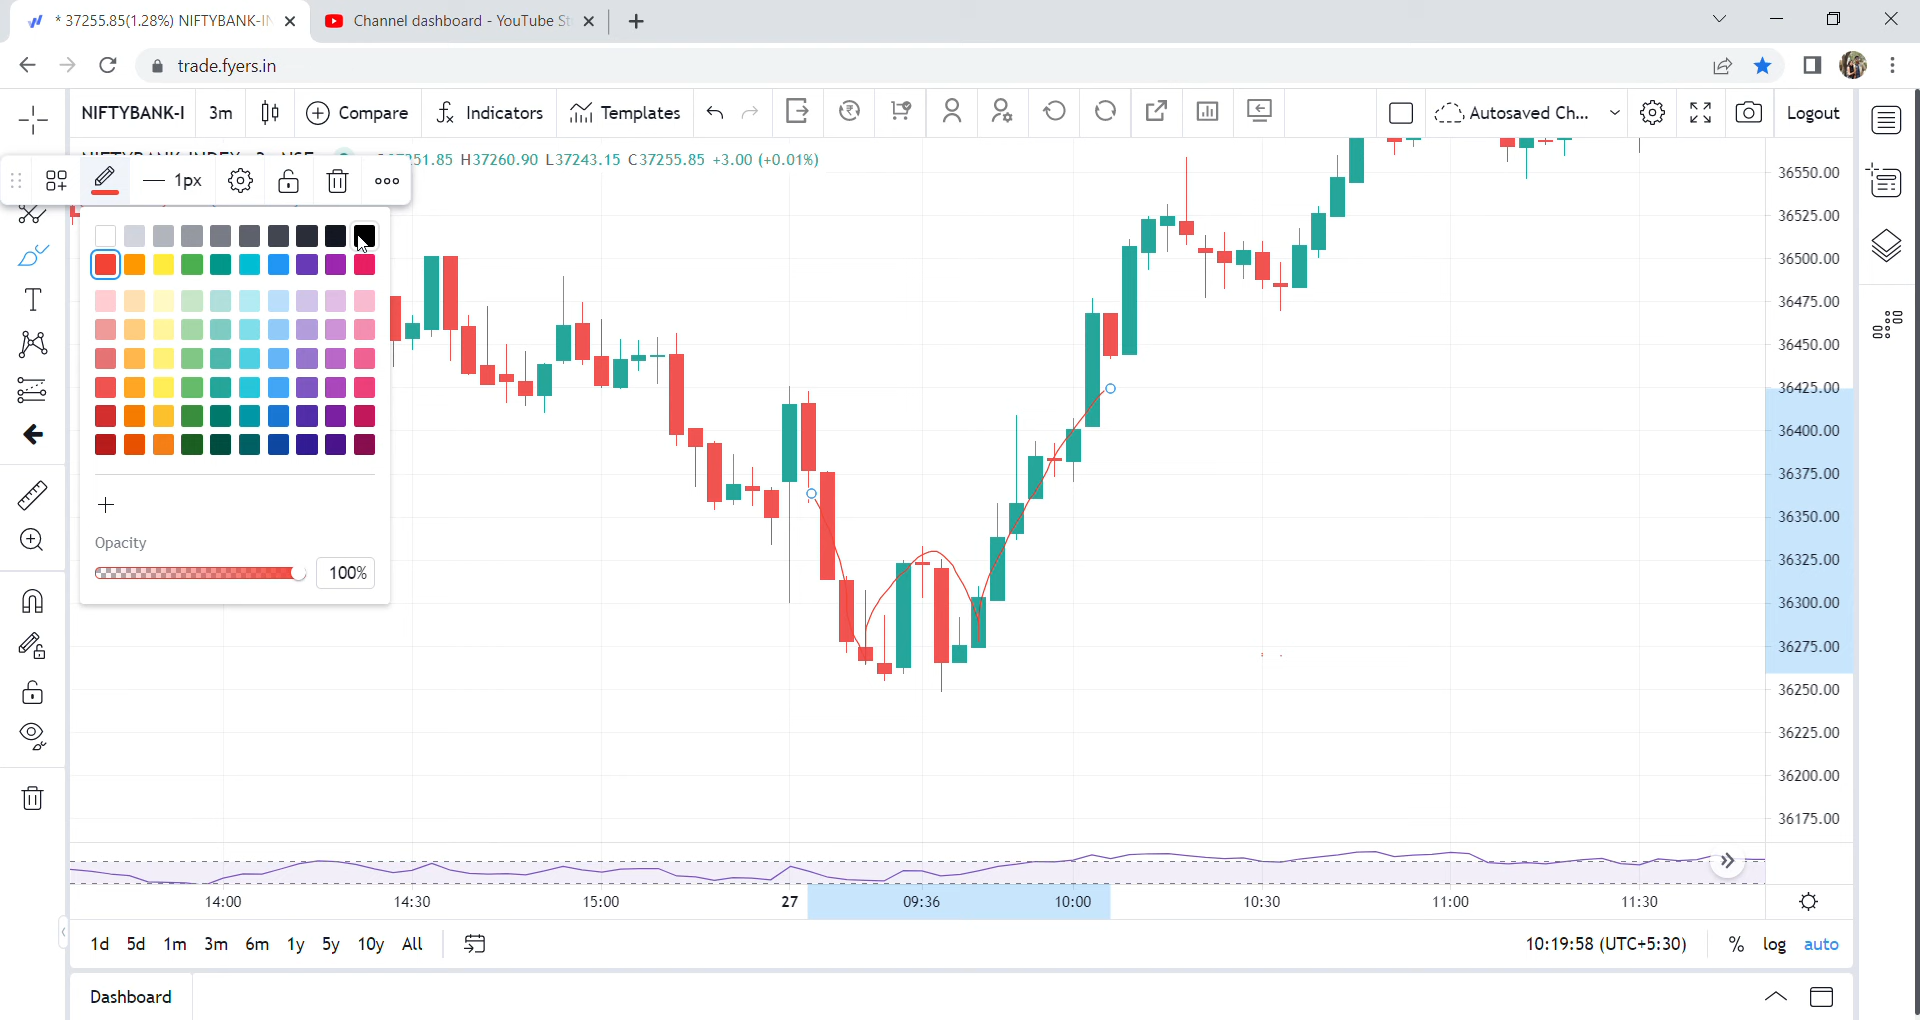 * 37255.85(1.28%) NIFTYBANK-IN
Channel dashboard - YouTube St
trade.fyers.in
NIFTYBANK-I 3m Compare Indicators Templates Autosaved Ch... Logout
H37260.90 L37243.15 C37255.85 +3.00 (+0.01%)
1px
Opacity
100%
36550.00
36525.00
36500.00
36475.00
36450.00
36425.00
36400.00
36375.00
36350.00
36325.00
36300.00
36275.00
36250.00
36225.00
36200.00
36175.00
14:00 14:30 15:00 27 09:36 10:00 10:30 11:00 11:30
1d 5d 1m 3m 6m 1y 5y 10y All 10:19:58 (UTC+5:30) % log auto
Dashboard